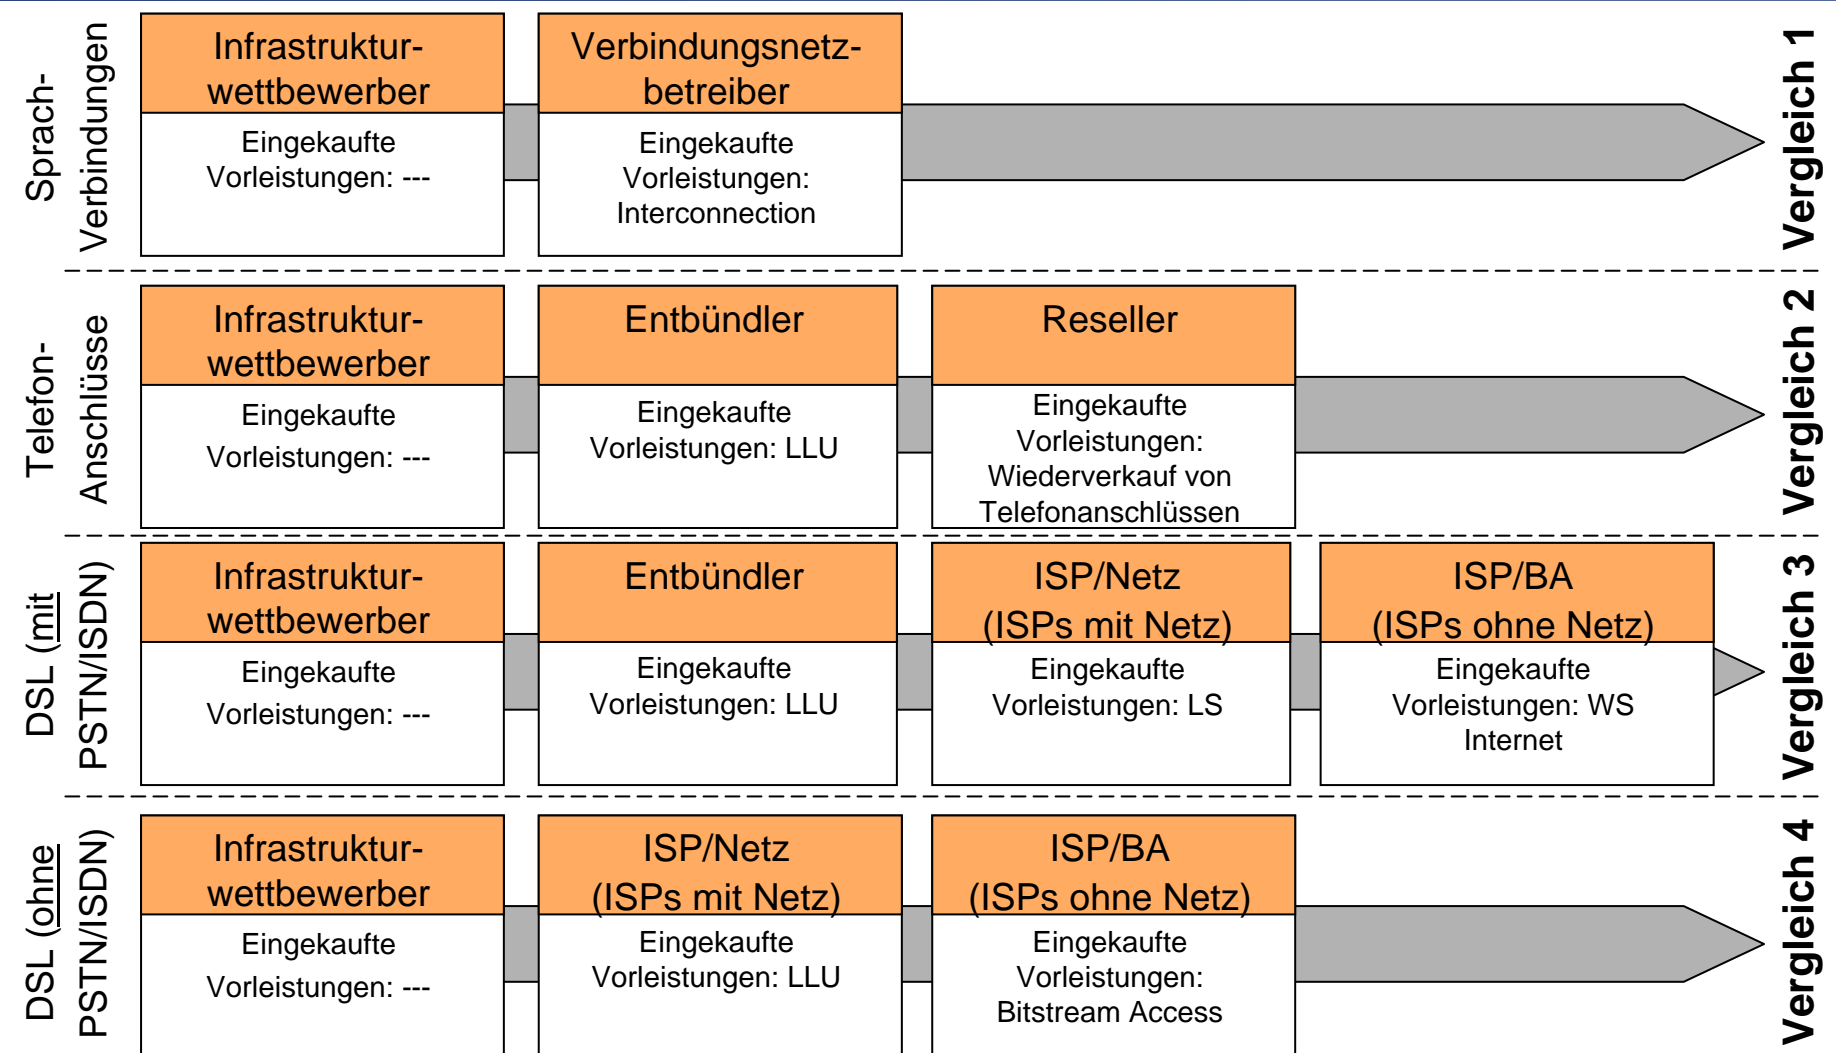 Sprach-
Verbindungen
Infrastruktur-
wettbewerber
Eingekaufte
Vorleistungen: ---
Verbindungsnetz-
betreiber
Eingekaufte
Vorleistungen:
Interconnection
Vergleich 1
Telefon-
Anschlüsse
Infrastruktur-
wettbewerber
Eingekaufte
Vorleistungen: ---
Entbündler
Eingekaufte
Vorleistungen: LLU
Reseller
Eingekaufte
Vorleistungen:
Wiederverkauf von
Telefonanschlüssen
Vergleich 2
DSL (mit
PSTN/ISDN)
Infrastruktur-
wettbewerber
Eingekaufte
Vorleistungen: ---
Entbündler
Eingekaufte
Vorleistungen: LLU
ISP/Netz
(ISPs mit Netz)
Eingekaufte
Vorleistungen: LS
ISP/BA
(ISPs ohne Netz)
Eingekaufte
Vorleistungen: WS
Internet
Vergleich 3
DSL (ohne
PSTN/ISDN)
Infrastruktur-
wettbewerber
Eingekaufte
Vorleistungen: ---
ISP/Netz
(ISPs mit Netz)
Eingekaufte
Vorleistungen: LLU
ISP/BA
(ISPs ohne Netz)
Eingekaufte
Vorleistungen:
Bitstream Access
Vergleich 4